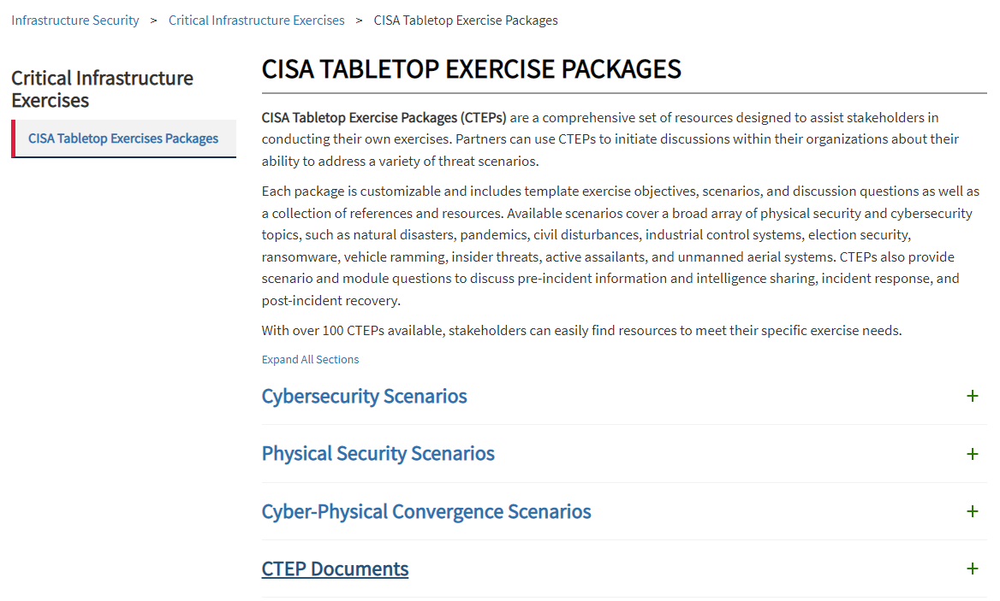 Infrastructure Security > Critical Infrastructure Exercises > CISA Tabletop Exercise Packages
Critical Infrastructure
Exercises
CISA Tabletop Exercises Packages
CISA TABLETOP EXERCISE PACKAGES
CISA Tabletop Exercise Packages (CTEPs) are a comprehensive set of resources designed to assist stakeholders in
conducting their own exercises. Partners can use CTEPs to initiate discussions within their organizations about their
ability to address a variety of threat scenarios.
Each package is customizable and includes template exercise objectives, scenarios, and discussion questions as well as
a collection of references and resources. Available scenarios cover a broad array of physical security and cybersecurity
topics, such as natural disasters, pandemics, civil disturbances, industrial control systems, election security,
ransomware, vehicle ramming, insider threats, active assailants, and unmanned aerial systems. CTEPs also provide
scenario and module questions to discuss pre-incident information and intelligence sharing, incident response, and
post-incident recovery.
With over 100 CTEPs available, stakeholders can easily find resources to meet their specific exercise needs.
Expand All Sections
Cybersecurity Scenarios +
Physical Security Scenarios +
Cyber-Physical Convergence Scenarios +
CTEP Documents +